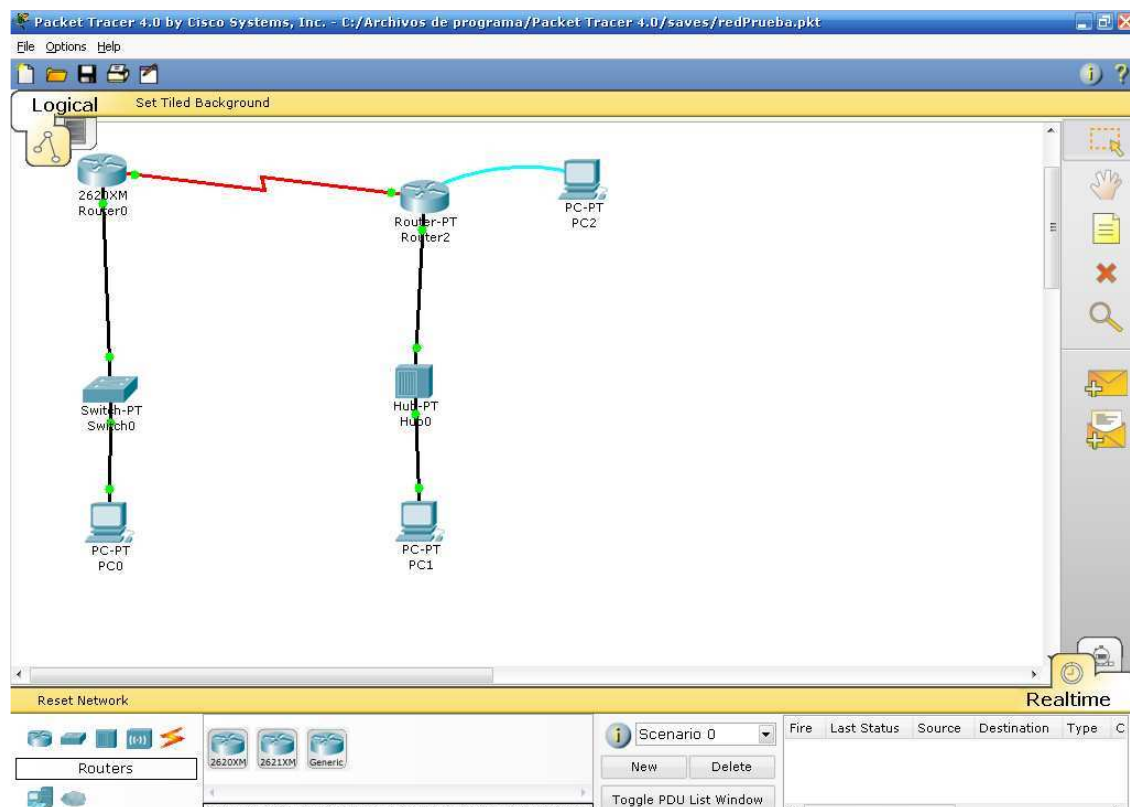 Packet Tracer 4.0 by Cisco Systems, Inc. - C:/Archivos de programa/Packet Tracer 4.0/saves/redPrueba.pkt
File Options Help
Logical Set Tiled Background
2620XM
Router0
Router-PT
Router2
PC-PT
PC2
Switch-PT
Switch0
Hub-PT
Hub0
PC-PT
PC0
PC-PT
PC1
Reset Network
Realtime
Routers
2620XM 2621XM Generic
i Scenario 0
New Delete
Toggle PDU List Window
Fire Last Status Source Destination Type C